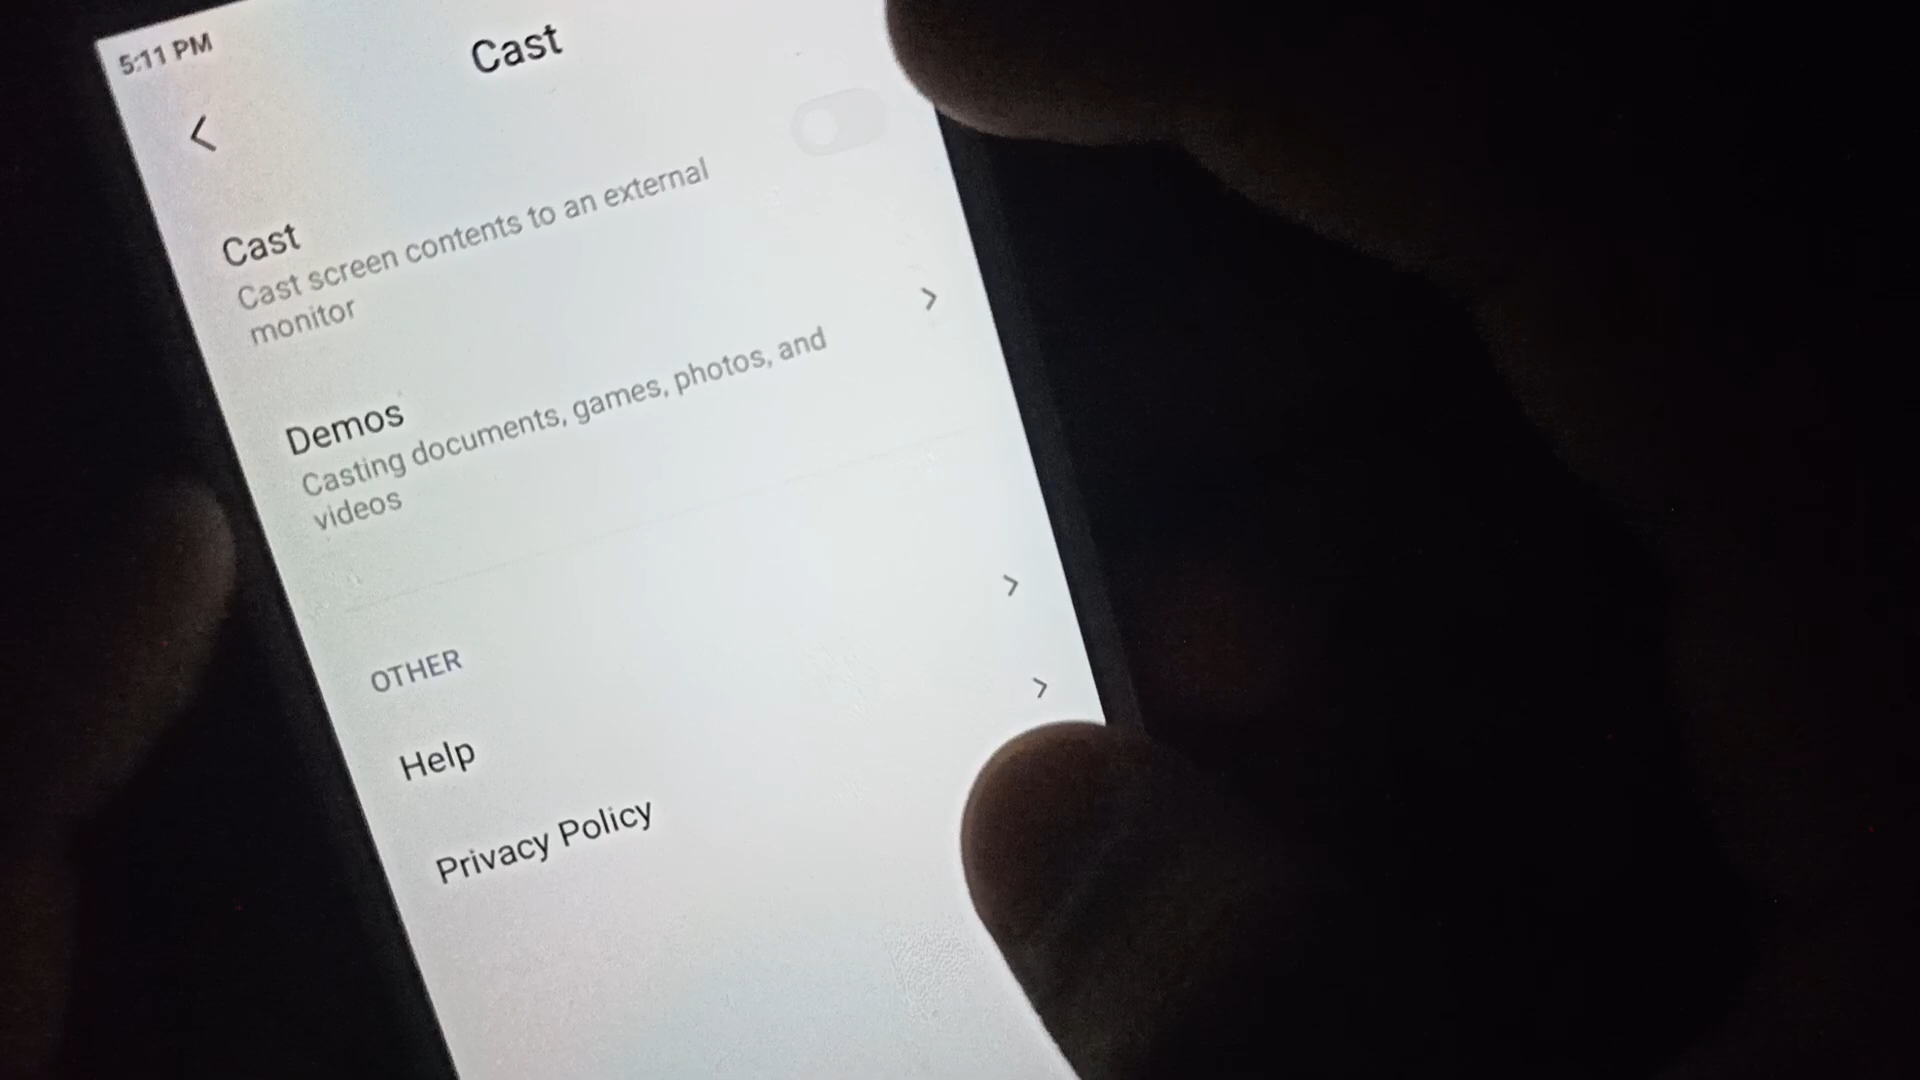 5:11 PM
Cast
Cast
Cast screen contents to an external
monitor
Demos
Casting documents, games, photos, and
videos
OTHER
Help
Privacy Policy